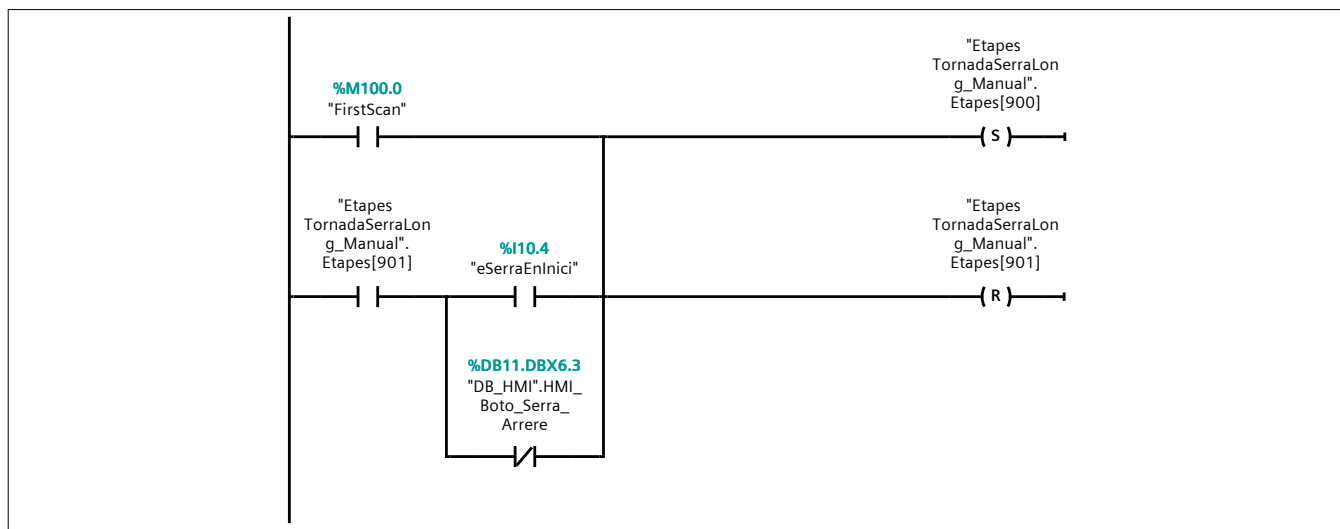 "Etapes
TornadaSerraLon
g_Manual".
Etapes[900]
%M100.0
"FirstScan"
( S )
"Etapes
TornadaSerraLon
g_Manual".
Etapes[901]
%I10.4
"eSerraEnInici"
"Etapes
TornadaSerraLon
g_Manual".
Etapes[901]
( R )
%DB11.DBX6.3
"DB_HMI".HMI_
Boto_Serra_
Arrere